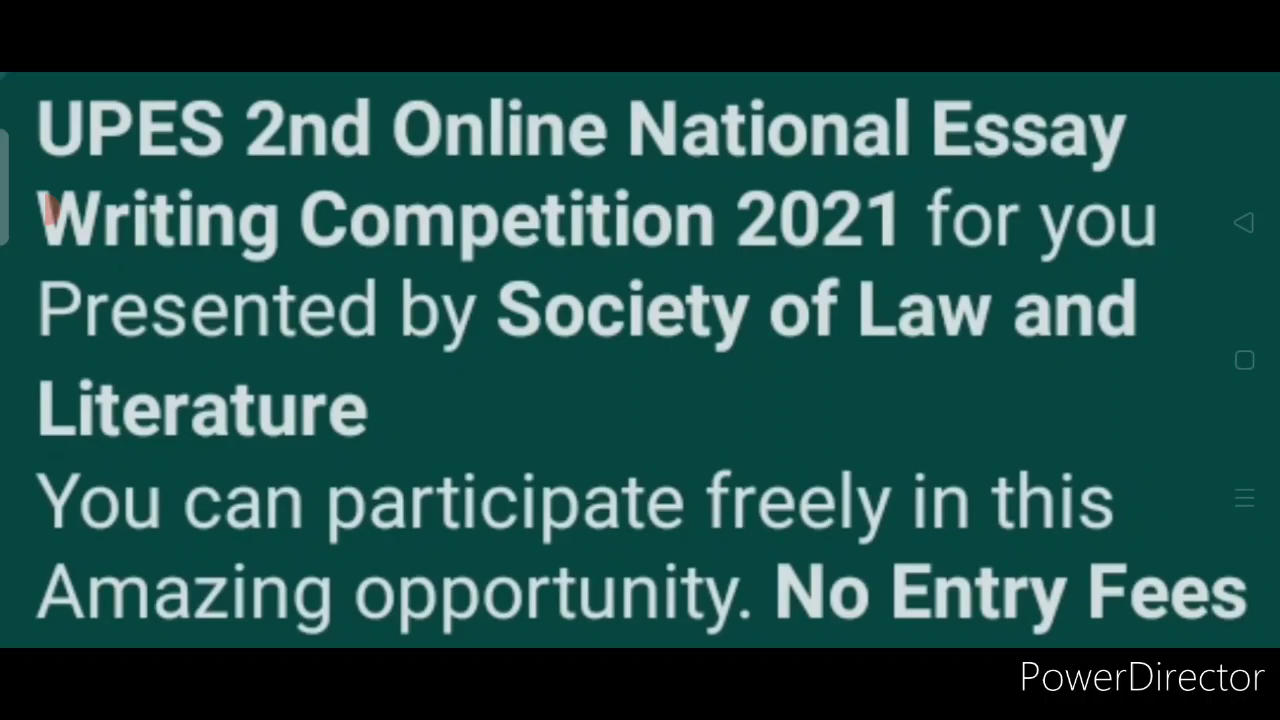 UPES 2nd Online National Essay
Writing Competition 2021 for you
Presented by Society of Law and
Literature
You can participate freely in this
Amazing opportunity. No Entry Fees
PowerDirector